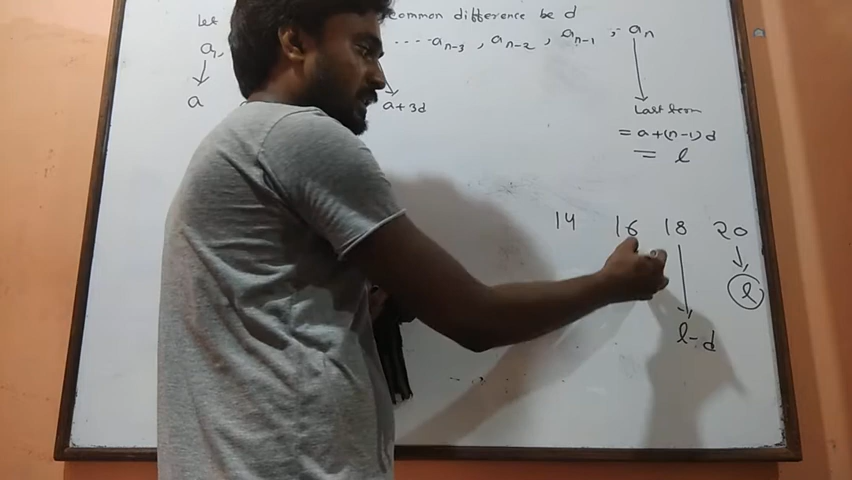 Let common difference be d
a₁, ....aₙ₋₃, aₙ₋₂, aₙ₋₁, - aₙ
a a+3d Last term
= a+(n-1)d
= l
14 16 18 20
l
l-d